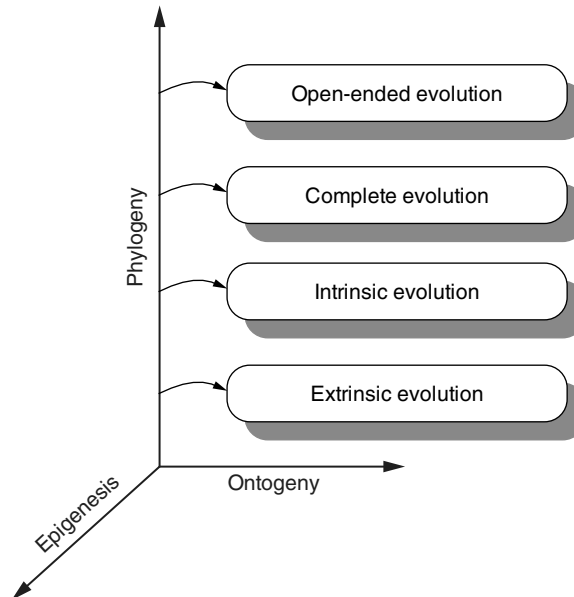 Open-ended evolution
Complete evolution
Phylogeny
Intrinsic evolution
Extrinsic evolution
Ontogeny
Epigenesis